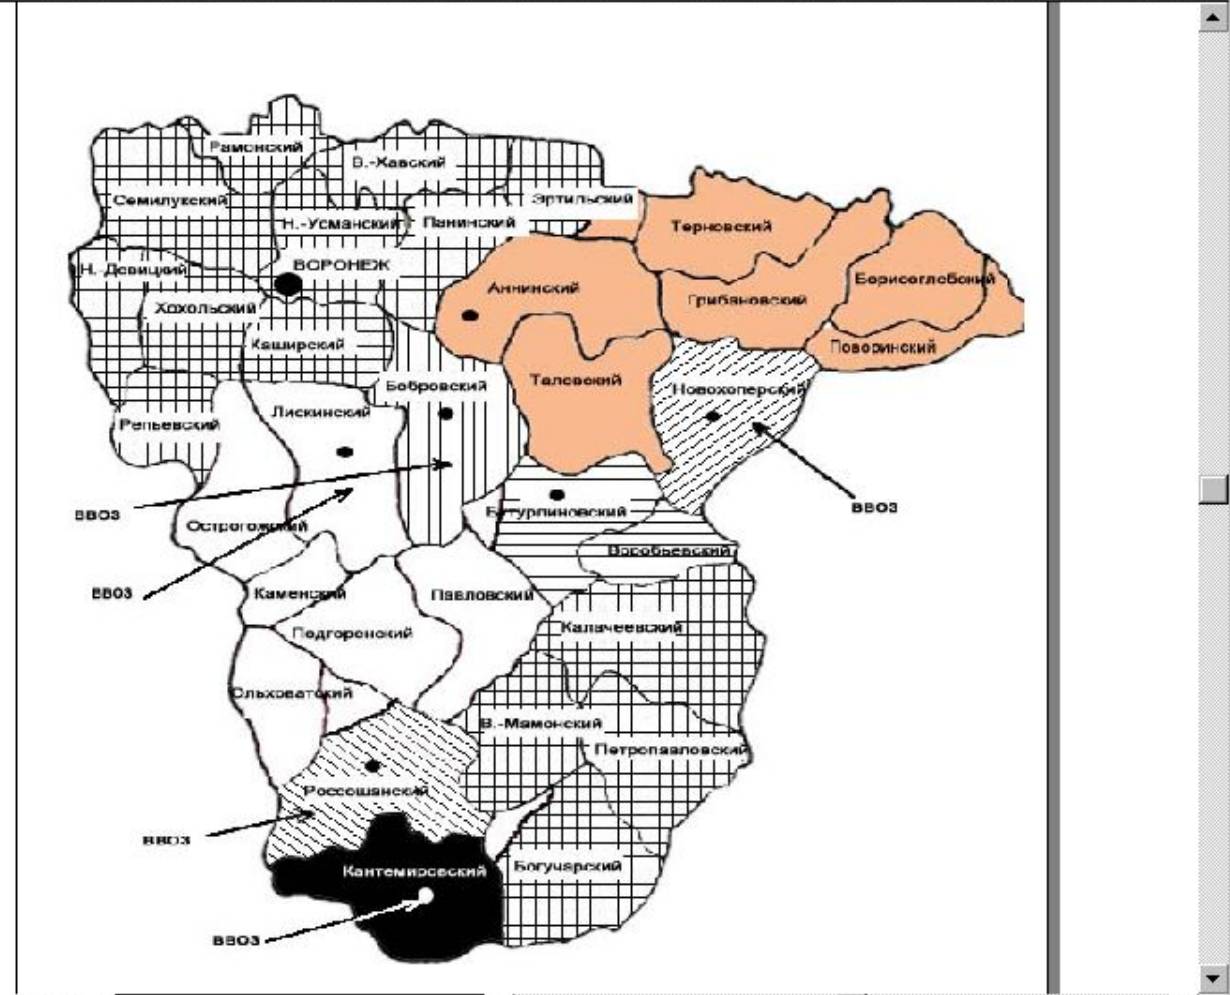 Рамонский
В.-Хавский
Семилукский
Эртильский
Н.-Усманский
Панинский
Терновский
Н.-Девицкий
ВОРОНЕЖ
Борисоглебский
Аннинский
Грибановский
Хохольский
Каширский
Поворинский
Бобровский
Таловский
Новохоперский
Лискинский
Репьевский
ВВОЗ
ВВОЗ
Острогожский
Бутурлиновский
Воробьевский
ВВОЗ
Каменский
Павловский
Подгоренский
Калачеевский
Ольховатский
В.-Мамонский
Петропавловский
Россошанский
ВВОЗ
Кантемировский
Богучарский
ВВОЗ